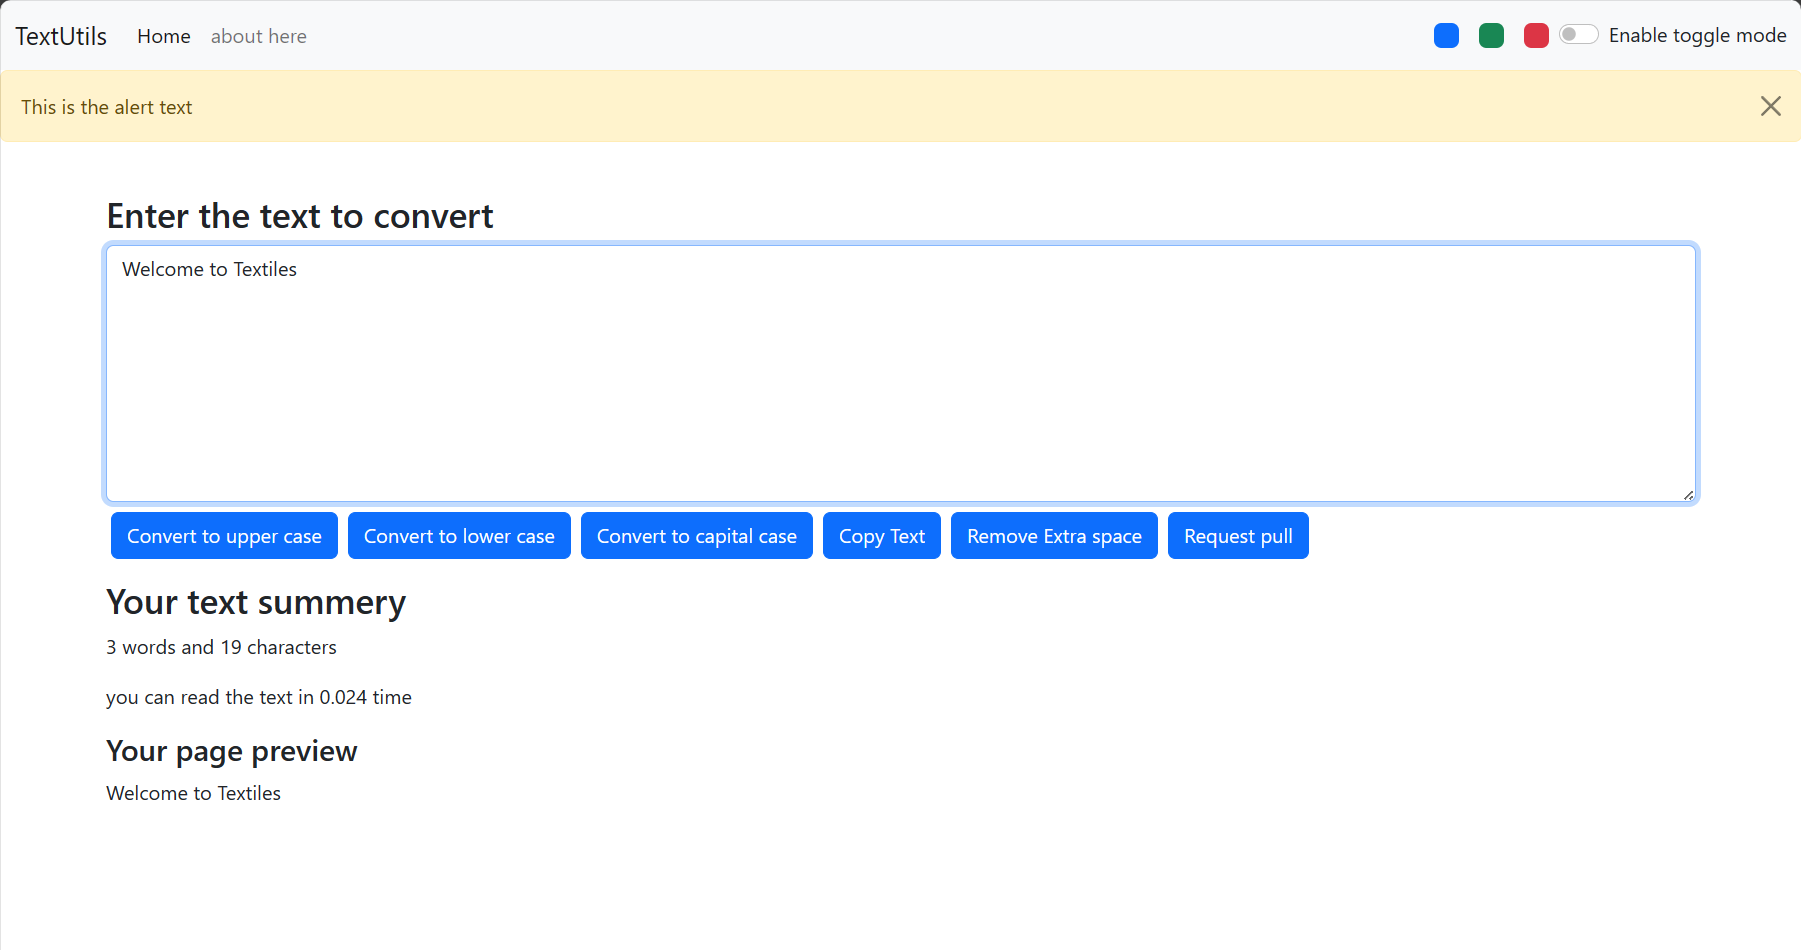 TextUtils Home about here Enable toggle mode
This is the alert text
Enter the text to convert
Welcome to Textiles
Convert to upper case Convert to lower case Convert to capital case Copy Text Remove Extra space Request pull
Your text summery
3 words and 19 characters
you can read the text in 0.024 time
Your page preview
Welcome to Textiles